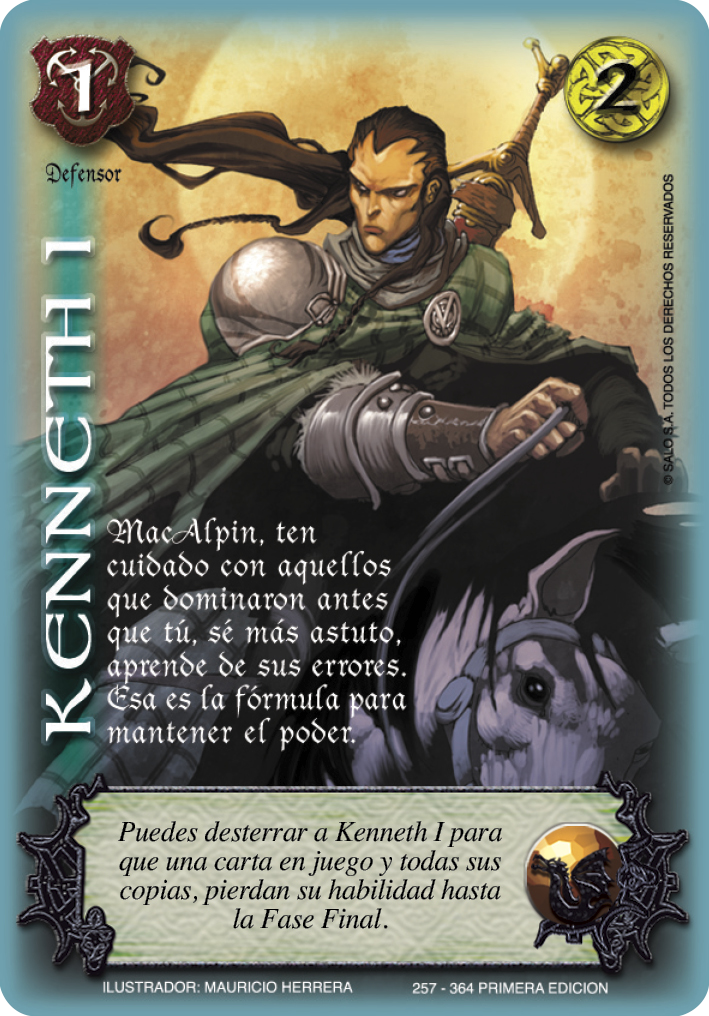 1
2
Defensor
KENNETH I
© SALO S.A. TODOS LOS DERECHOS RESERVADOS
MacAlpin, ten
cuidado con aquellos
que dominaron antes
que tú, sé más astuto,
aprende de sus errores.
Esa es la fórmula para
mantener el poder.
Puedes desterrar a Kenneth I para
que una carta en juego y todas sus
copias, pierdan su habilidad hasta
la Fase Final.
ILUSTRADOR: MAURICIO HERRERA
257 - 364 PRIMERA EDICION